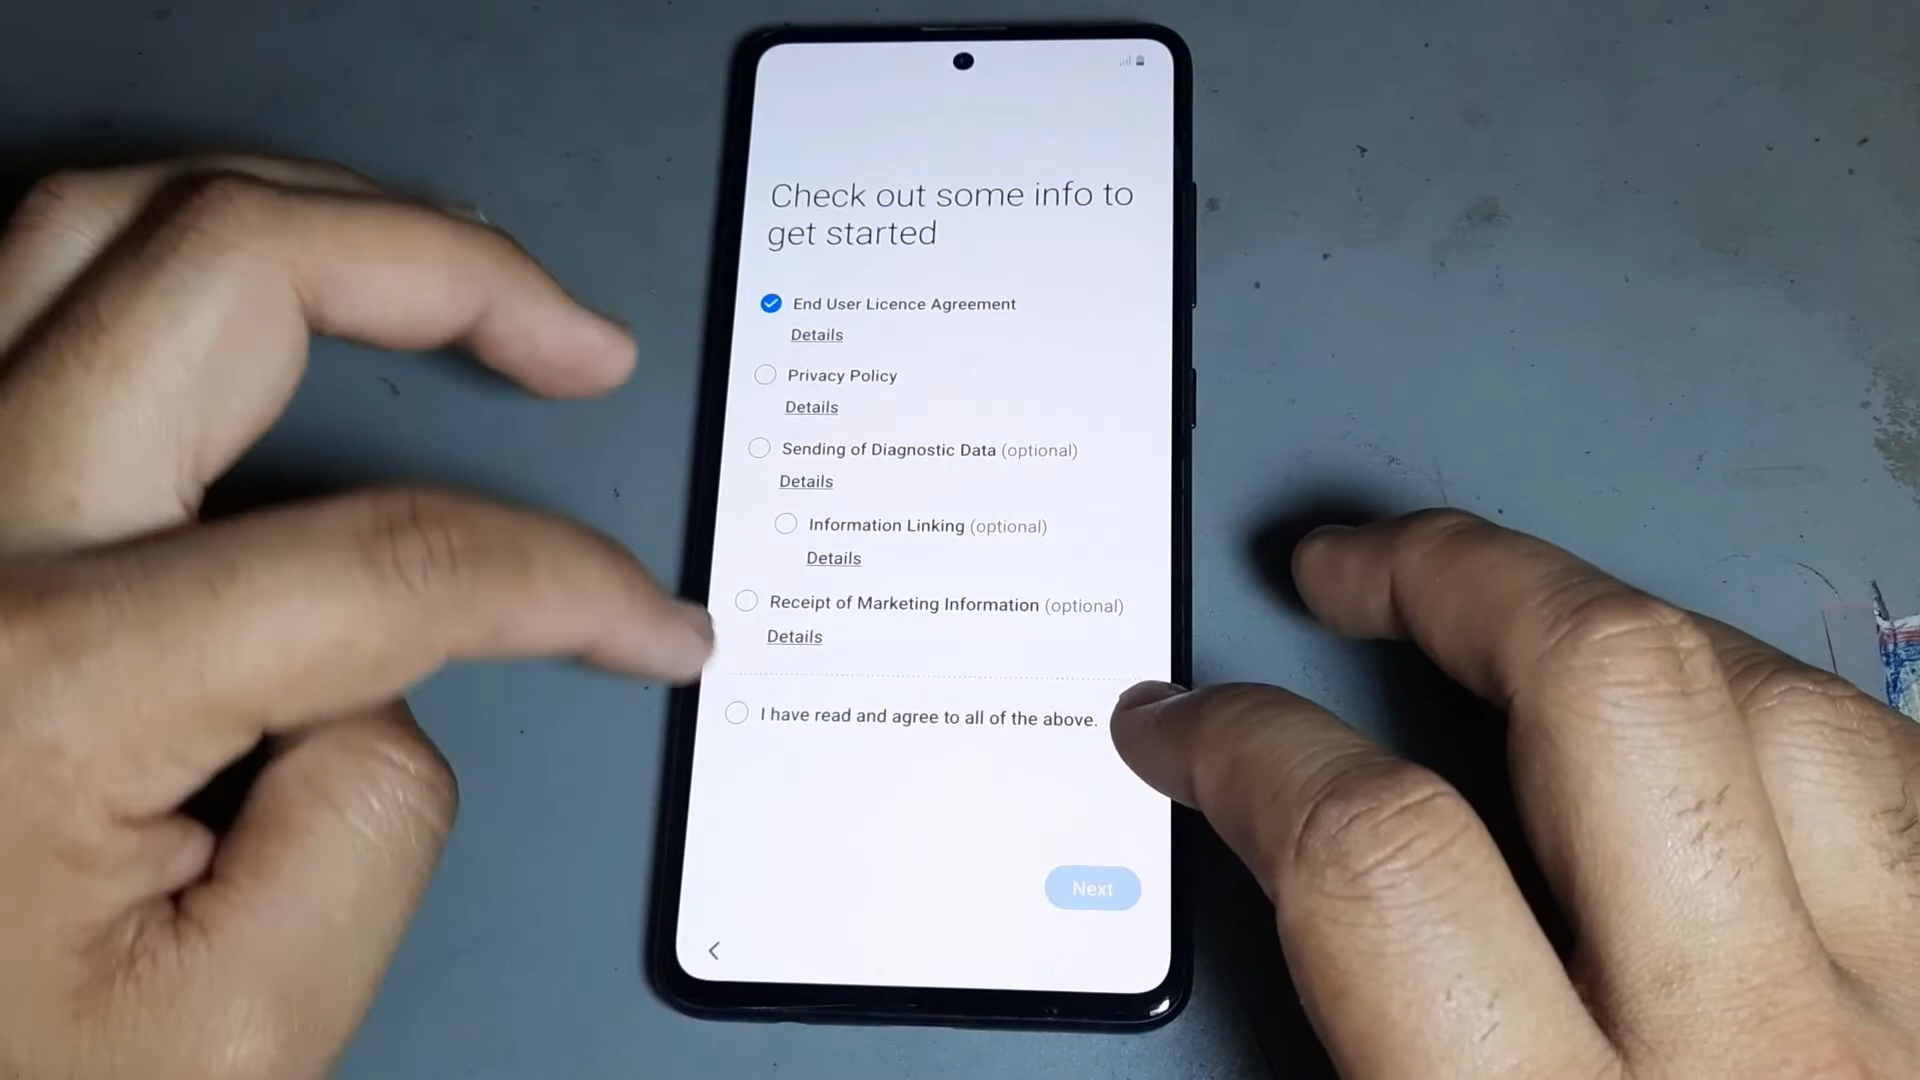 Check out some info to
get started
End User Licence Agreement
Details
Privacy Policy
Details
Sending of Diagnostic Data (optional)
Details
Information Linking (optional)
Details
Receipt of Marketing Information (optional)
Details
I have read and agree to all of the above.
Next